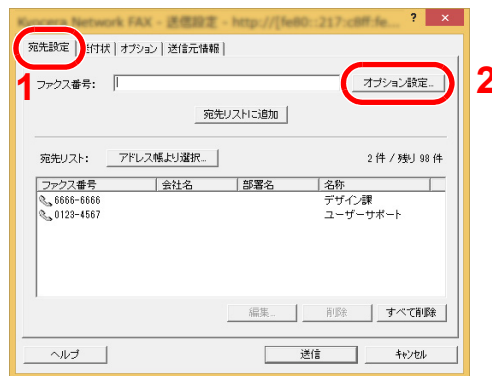 Kyocera Network FAX - 送信設定 - http://[fe80::217:c8ff:fe... ? ×
宛先設定 付状 オプション 送信元情報
1 ファクス番号: オプション設定... 2
宛先リストに追加
宛先リスト: アドレス帳より選択... 2 件 / 残り 98 件
ファクス番号 会社名 部署名 名称
6666-6666 デザイン課
0123-4567 ユーザーサポート
編集... 削除 すべて削除
ヘルプ 送信 キャンセル